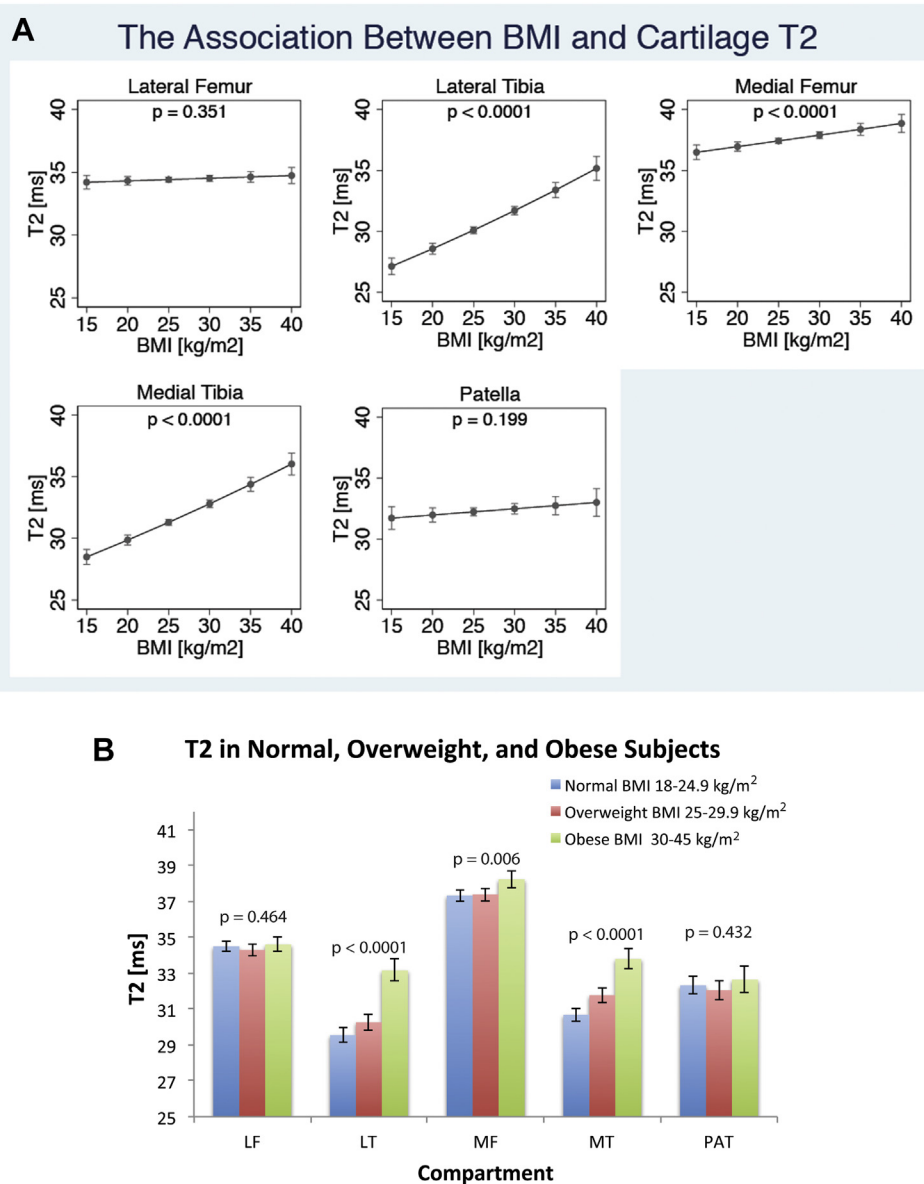 A
The Association Between BMI and Cartilage T2
Lateral Femur
p = 0.351
40
35
30
25
T2 [ms]
15 20 25 30 35 40
BMI [kg/m2]
Lateral Tibia
p < 0.0001
40
35
30
25
T2 [ms]
15 20 25 30 35 40
BMI [kg/m2]
Medial Femur
p < 0.0001
40
35
30
25
T2 [ms]
15 20 25 30 35 40
BMI [kg/m2]
Medial Tibia
p < 0.0001
40
35
30
25
T2 [ms]
15 20 25 30 35 40
BMI [kg/m2]
Patella
p = 0.199
40
35
30
25
T2 [ms]
15 20 25 30 35 40
BMI [kg/m2]
B
T2 in Normal, Overweight, and Obese Subjects
Normal BMI 18-24.9 kg/m²
Overweight BMI 25-29.9 kg/m²
Obese BMI 30-45 kg/m²
41
39
37
35
33
31
29
27
25
T2 [ms]
p = 0.464
p < 0.0001
p = 0.006
p < 0.0001
p = 0.432
LF LT MF MT PAT
Compartment